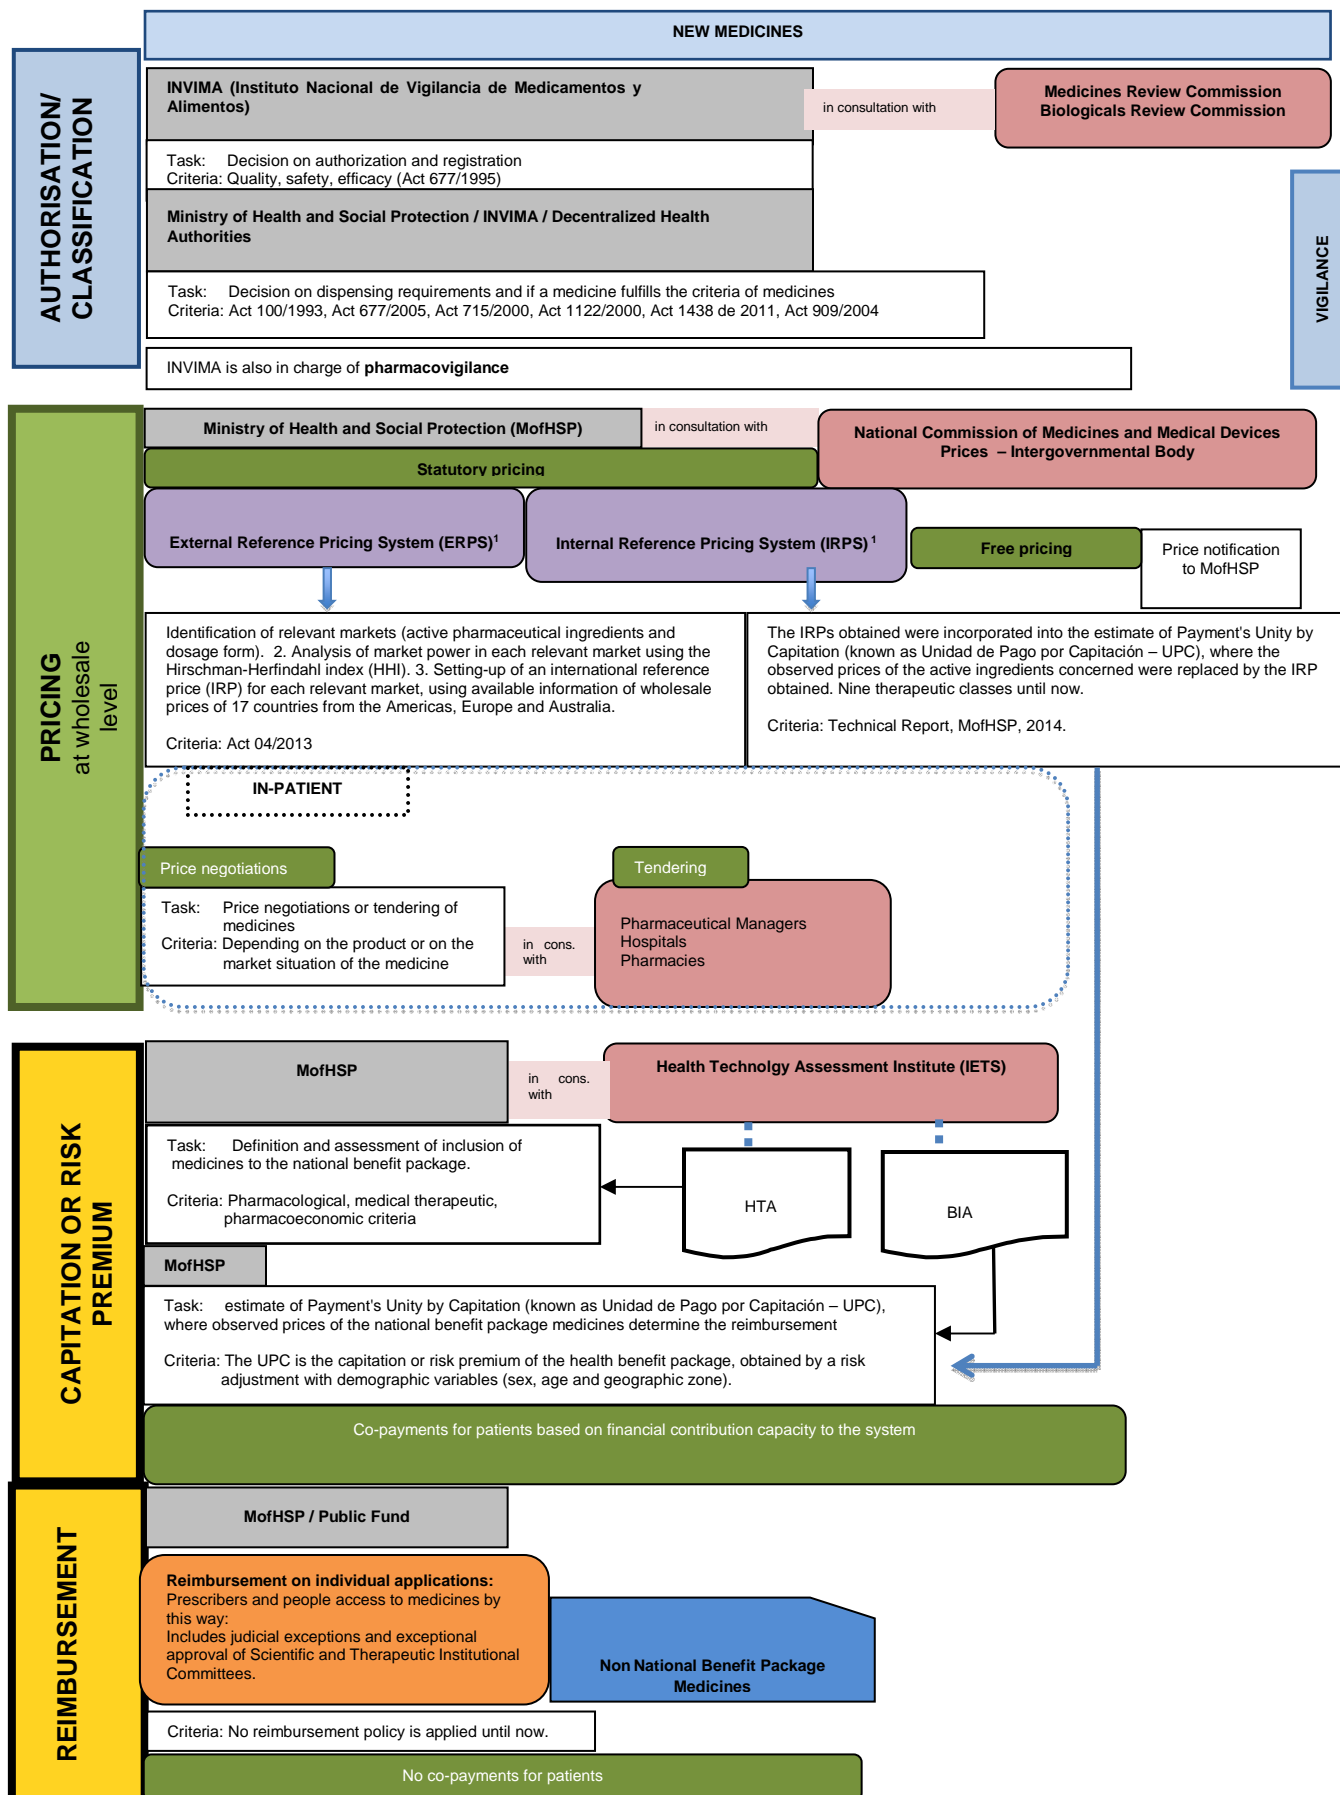 NEW MEDICINES
AUTHORISATION/
CLASSIFICATION
INVIMA (Instituto Nacional de Vigilancia de Medicamentos y
Alimentos)
in consultation with
Medicines Review Commission
Biologicals Review Commission
Task: Decision on authorization and registration
Criteria: Quality, safety, efficacy (Act 677/1995)
Ministry of Health and Social Protection / INVIMA / Decentralized Health
Authorities
VIGILANCE
Task: Decision on dispensing requirements and if a medicine fulfills the criteria of medicines
Criteria: Act 100/1993, Act 677/2005, Act 715/2000, Act 1122/2000, Act 1438 de 2011, Act 909/2004
INVIMA is also in charge of pharmacovigilance
PRICING
at wholesale
level
Ministry of Health and Social Protection (MofHSP)
in consultation with
National Commission of Medicines and Medical Devices
Prices – Intergovernmental Body
Statutory pricing
External Reference Pricing System (ERPS)¹
Internal Reference Pricing System (IRPS) ¹
Free pricing
Price notification
to MofHSP
Identification of relevant markets (active pharmaceutical ingredients and
dosage form). 2. Analysis of market power in each relevant market using the
Hirschman-Herfindahl index (HHI). 3. Setting-up of an international reference
price (IRP) for each relevant market, using available information of wholesale
prices of 17 countries from the Americas, Europe and Australia.
Criteria: Act 04/2013
The IRPs obtained were incorporated into the estimate of Payment's Unity by
Capitation (known as Unidad de Pago por Capitación – UPC), where the
observed prices of the active ingredients concerned were replaced by the IRP
obtained. Nine therapeutic classes until now.
Criteria: Technical Report, MofHSP, 2014.
IN-PATIENT
Price negotiations
Task: Price negotiations or tendering of
medicines
Criteria: Depending on the product or on the
market situation of the medicine
in cons.
with
Tendering
Pharmaceutical Managers
Hospitals
Pharmacies
CAPITATION OR RISK
PREMIUM
MofHSP
in cons.
with
Health Technolgy Assessment Institute (IETS)
Task: Definition and assessment of inclusion of
medicines to the national benefit package.
Criteria: Pharmacological, medical therapeutic,
pharmacoeconomic criteria
HTA
BIA
MofHSP
Task: estimate of Payment's Unity by Capitation (known as Unidad de Pago por Capitación – UPC),
where observed prices of the national benefit package medicines determine the reimbursement
Criteria: The UPC is the capitation or risk premium of the health benefit package, obtained by a risk
adjustment with demographic variables (sex, age and geographic zone).
Co-payments for patients based on financial contribution capacity to the system
REIMBURSEMENT
MofHSP / Public Fund
Reimbursement on individual applications:
Prescribers and people access to medicines by
this way:
Includes judicial exceptions and exceptional
approval of Scientific and Therapeutic Institutional
Committees.
Non National Benefit Package
Medicines
Criteria: No reimbursement policy is applied until now.
No co-payments for patients